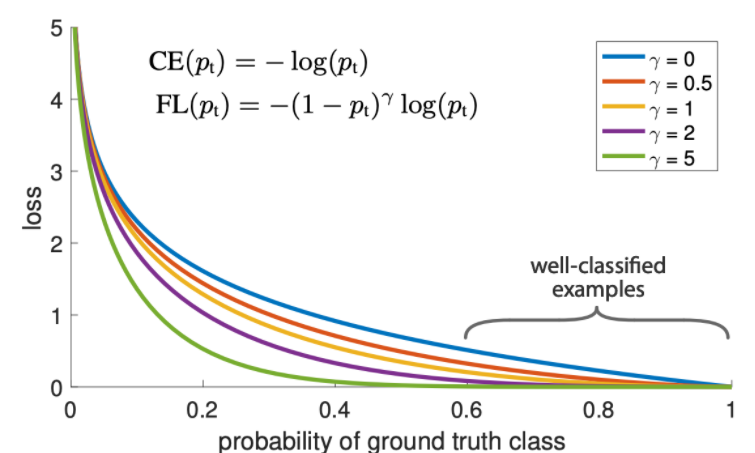 5
4
3
2
1
0
loss
CE(pₜ) = − log(pₜ)
FL(pₜ) = −(1 − pₜ)^γ log(pₜ)
γ = 0
γ = 0.5
γ = 1
γ = 2
γ = 5
well-classified
examples
0 0.2 0.4 0.6 0.8 1
probability of ground truth class